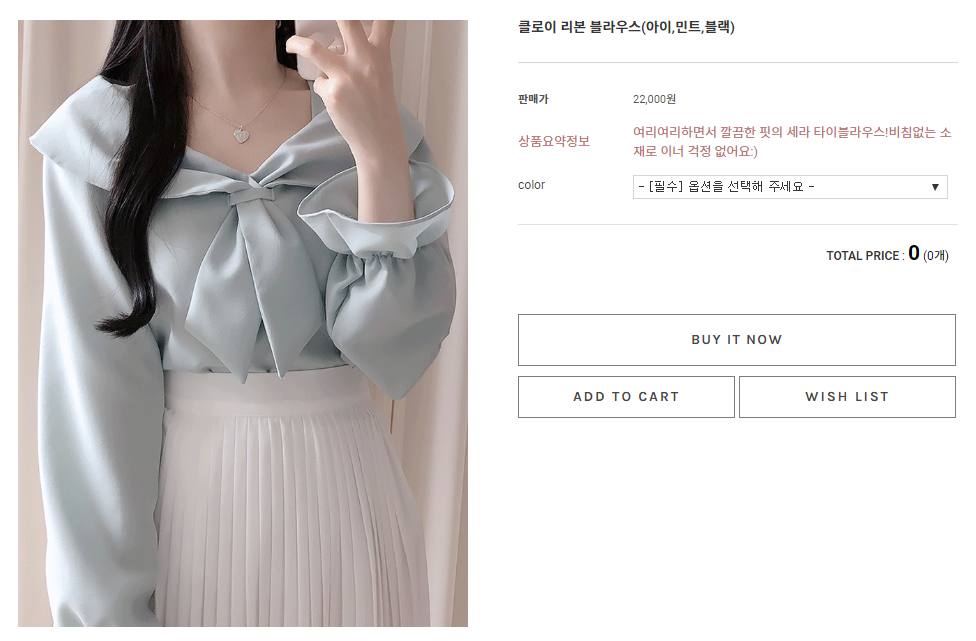 클로이 리본 블라우스(아이,민트,블랙)
판매가 22,000원
상품요약정보 여리여리하면서 깔끔한 핏의 세라 타이블라우스!비침없는 소
재로 이너 걱정 없어요:)
color - [필수] 옵션을 선택해 주세요 - ▼
TOTAL PRICE : 0 (0개)
BUY IT NOW
ADD TO CART WISH LIST